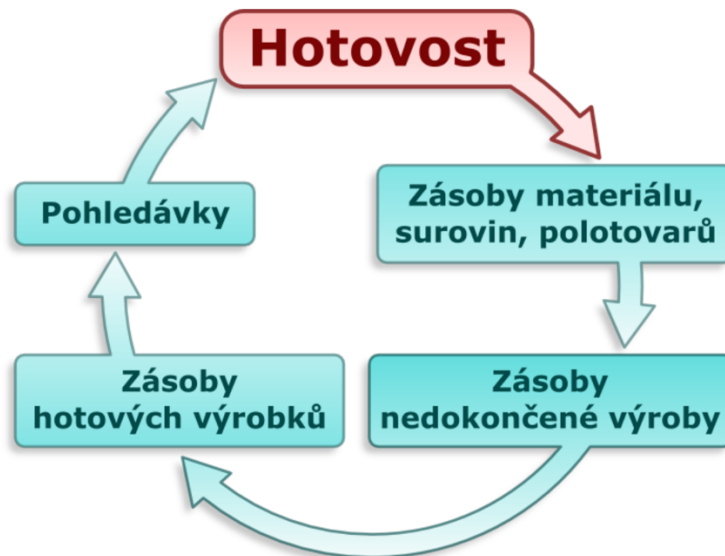 Hotovost
Zásoby materiálu,
surovin, polotovarů
Zásoby
nedokončené výroby
Zásoby
hotových výrobků
Pohledávky